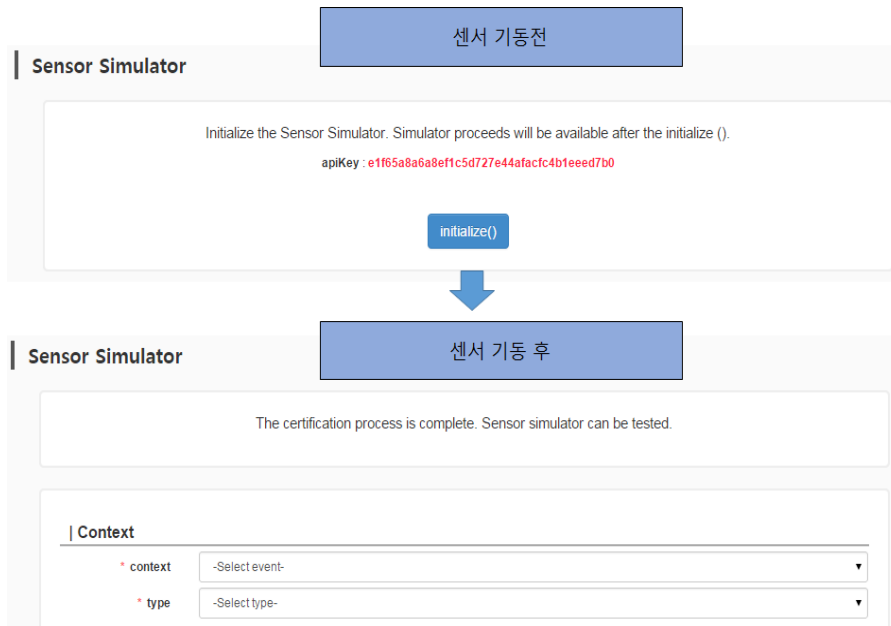 센서 기동전
Sensor Simulator
Initialize the Sensor Simulator. Simulator proceeds will be available after the initialize ().
apiKey : e1f65a8a6a8ef1c5d727e44afacfc4b1eeed7b0
initialize()
센서 기동 후
Sensor Simulator
The certification process is complete. Sensor simulator can be tested.
| Context
* context -Select event-
* type -Select type-